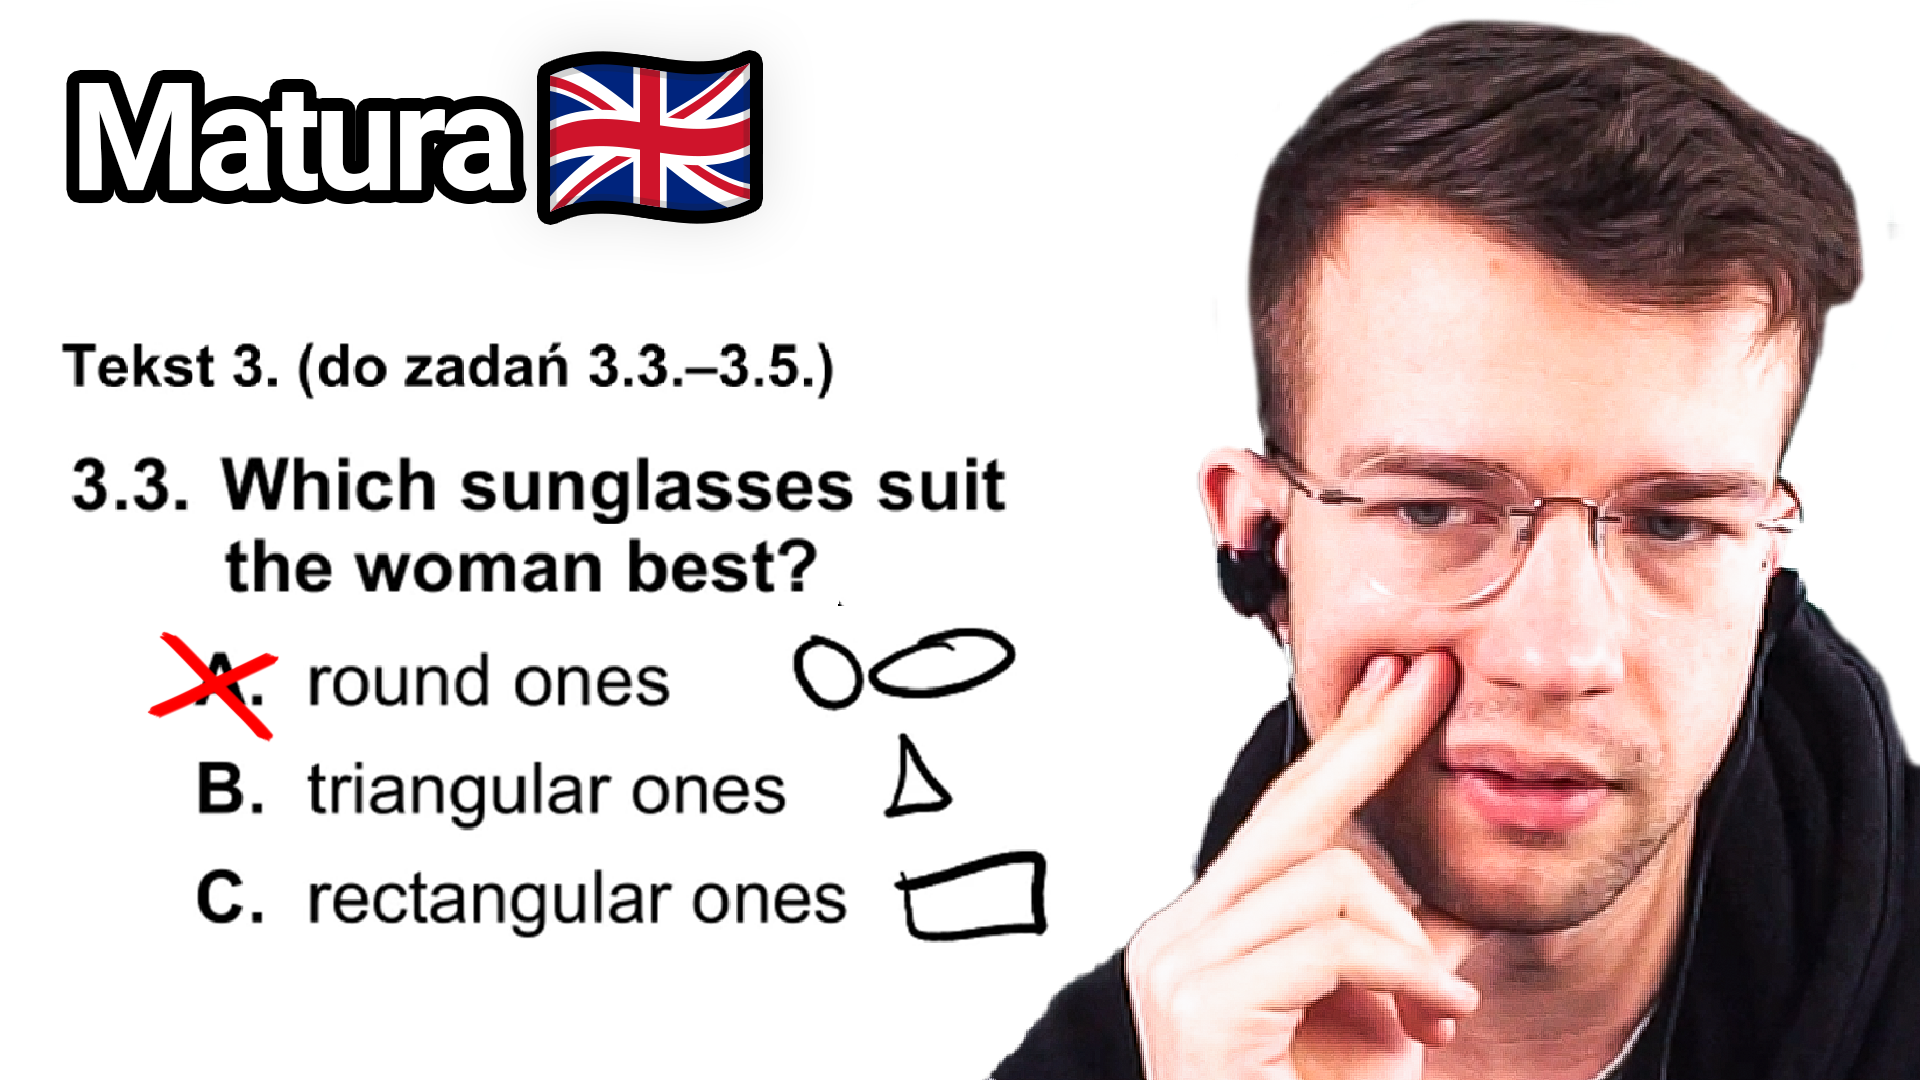 Matura
Tekst 3. (do zadań 3.3.–3.5.)
3.3. Which sunglasses suit
the woman best?
A. round ones
B. triangular ones
C. rectangular ones